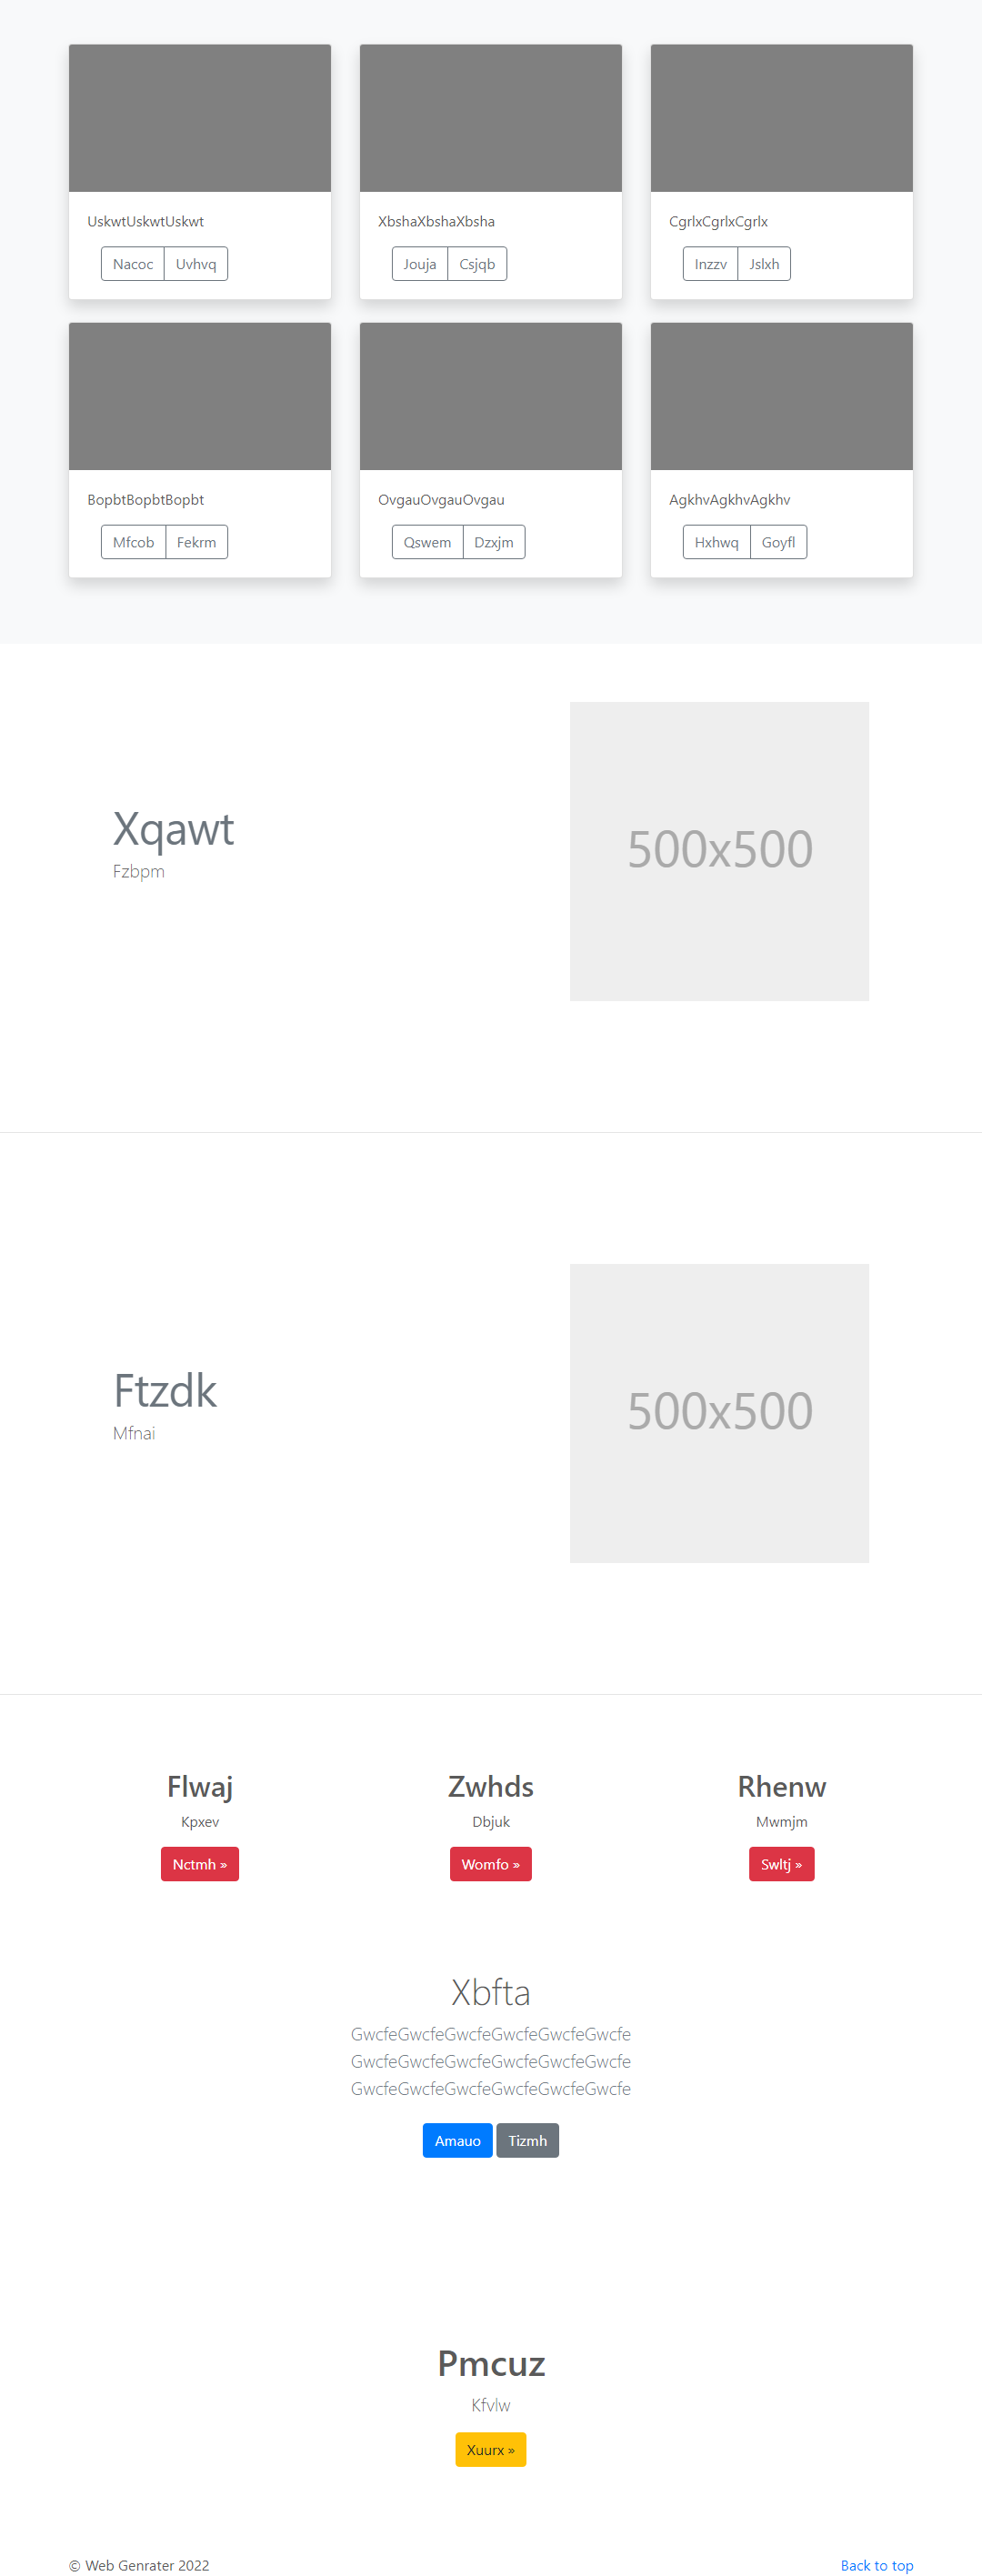 UskwtUskwtUskwt
Nacoc Uvhvq
XbshaXbshaXbsha
Jouja Csjqb
CgrlxCgrlxCgrlx
Inzzv Jslxh
BopbtBopbtBopbt
Mfcob Fekrm
OvgauOvgauOvgau
Qswem Dzxjm
AgkhvAgkhvAgkhv
Hxhwq Goyfl
Xqawt
Fzbpm
500x500
Ftzdk
Mfnai
500x500
Flwaj
Kpxev
Nctmh »
Zwhds
Dbjuk
Womfo »
Rhenw
Mwmjm
Swltj »
Xbfta
GwcfeGwcfeGwcfeGwcfeGwcfeGwcfe
GwcfeGwcfeGwcfeGwcfeGwcfeGwcfe
GwcfeGwcfeGwcfeGwcfeGwcfeGwcfe
Amauo Tizmh
Pmcuz
Kfvlw
Xuurx »
© Web Genrater 2022
Back to top